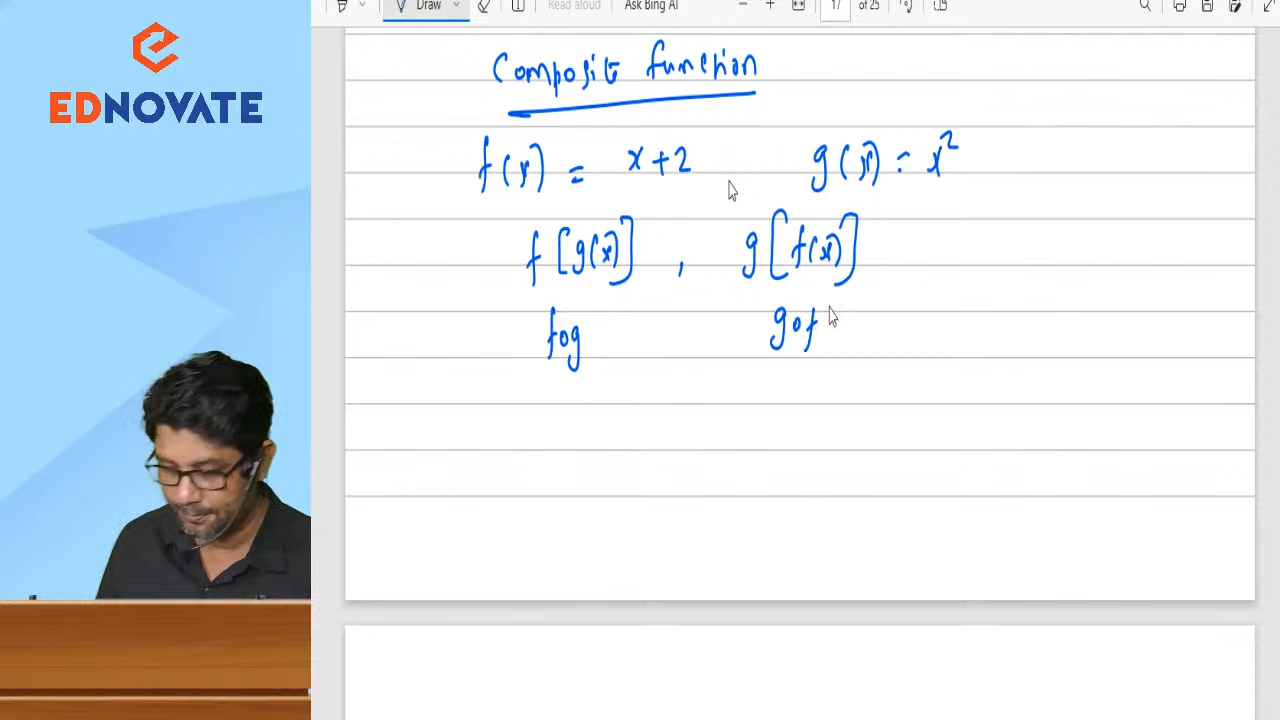 Draw
Read aloud
Ask Bing AI
17 of 25
EDNOVATE
Composite function
f(x) = x+2 g(x) = x²
f[g(x)] , g[f(x)]
fog gof